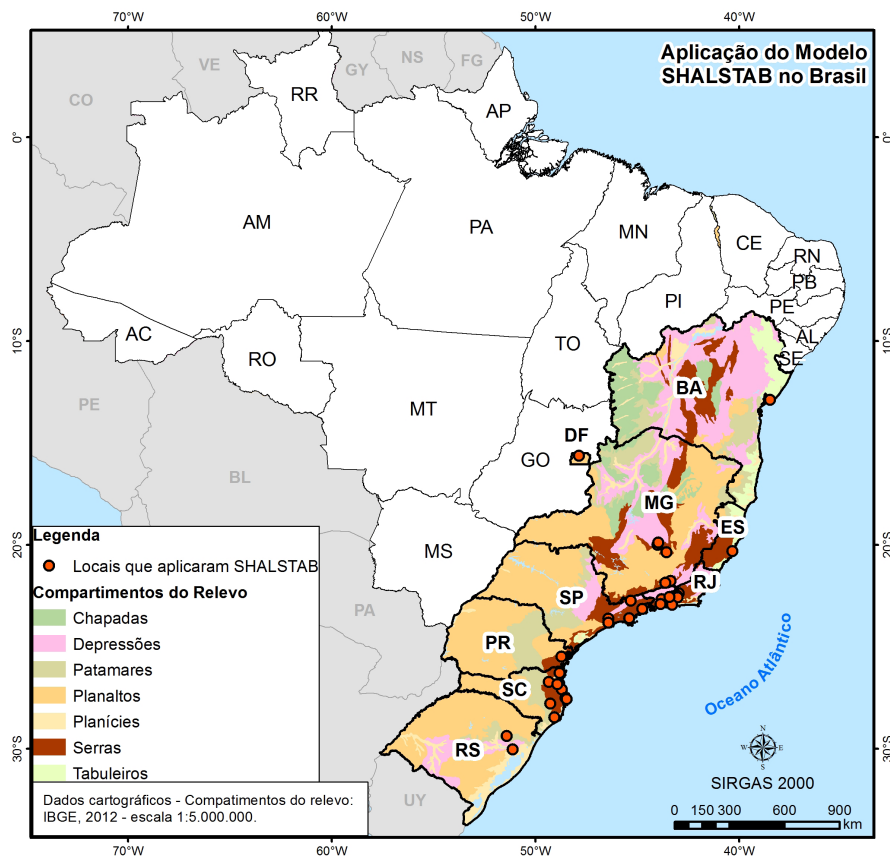 70°W 60°W 50°W 40°W
Aplicação do Modelo
SHALSTAB no Brasil
VE
GY
NS
FG
CO
RR
AP
0°
0°
AM
PA
MN
CE
RN
PB
PI
PE
AL
SE
AC
10°S
10°S
RO
TO
BA
PE
MT
DF
GO
BL
MG
ES
MS
20°S
20°S
Legenda
Locais que aplicaram SHALSTAB
Compartimentos do Relevo
Chapadas
Depressões
Patamares
Planaltos
Planícies
Serras
Tabuleiros
PA
SP
RJ
PR
SC
RS
Oceano Atlântico
30°S
30°S
N
W E
S
SIRGAS 2000
UY
Dados cartográficos - Compatimentos do relevo:
IBGE, 2012 - escala 1:5.000.000.
0 150 300 600 900
km
70°W 60°W 50°W 40°W